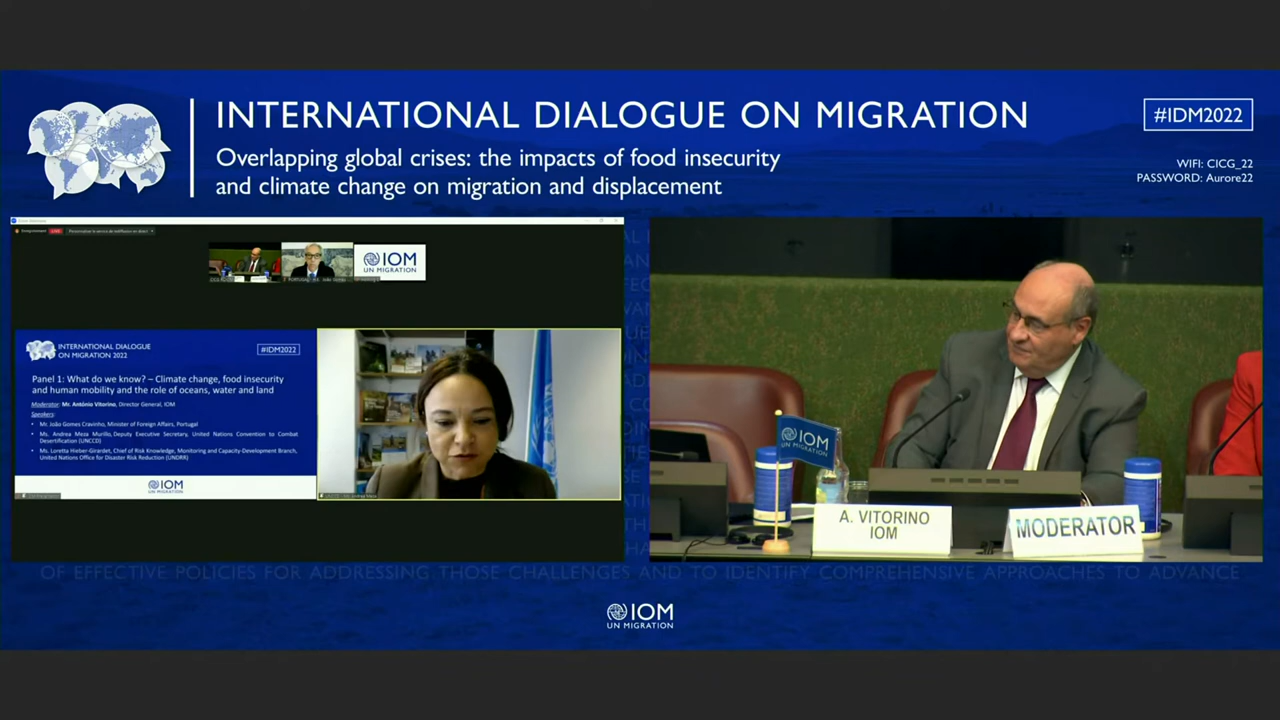 INTERNATIONAL DIALOGUE ON MIGRATION
Overlapping global crises: the impacts of food insecurity
and climate change on migration and displacement
#IDM2022
WIFI: CICG_22
PASSWORD: Aurore22
IOM
UN MIGRATION
INTERNATIONAL DIALOGUE
ON MIGRATION 2022
#IDM2022
Panel 1: What do we know? – Climate change, food insecurity
and human mobility and the role of oceans, water and land
Moderator: Mr. António Vitorino, Director General, IOM
Speakers:
• Mr. João Gomes Cravinho, Minister of Foreign Affairs, Portugal
• Ms. Andrea Meza Murillo, Deputy Executive Secretary, United Nations Convention to Combat
Desertification (UNCCD)
• Ms. Loretta Hieber-Girardet, Chief of Risk Knowledge, Monitoring and Capacity-Development Branch,
United Nations Office for Disaster Risk Reduction (UNDRR)
IOM
UN MIGRATION
IOM
UN MIGRATION
A. VITORINO
IOM
MODERATOR
OF EFFECTIVE POLICIES FOR ADDRESSING THOSE CHALLENGES AND TO IDENTIFY COMPREHENSIVE APPROACHES TO ADVANCE
IOM
UN MIGRATION